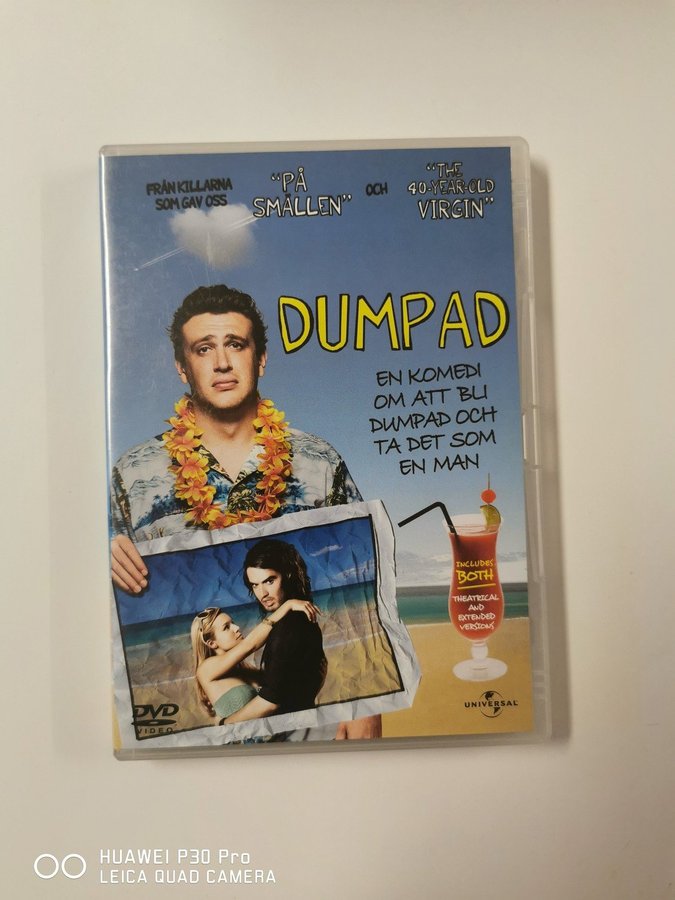 FRÅN KILLARNA
SOM GAV OSS
"PÅ
SMÄLLEN"
OCH
"THE
40-YEAR-OLD
VIRGIN"
DUMPAD
EN KOMEDI
OM ATT BLI
DUMPAD OCH
TA DET SOM
EN MAN
INCLUDES
BOTH
THEATRICAL
AND
EXTENDED
VERSIONS
DVD
VIDEO
UNIVERSAL
HUAWEI P30 Pro
LEICA QUAD CAMERA